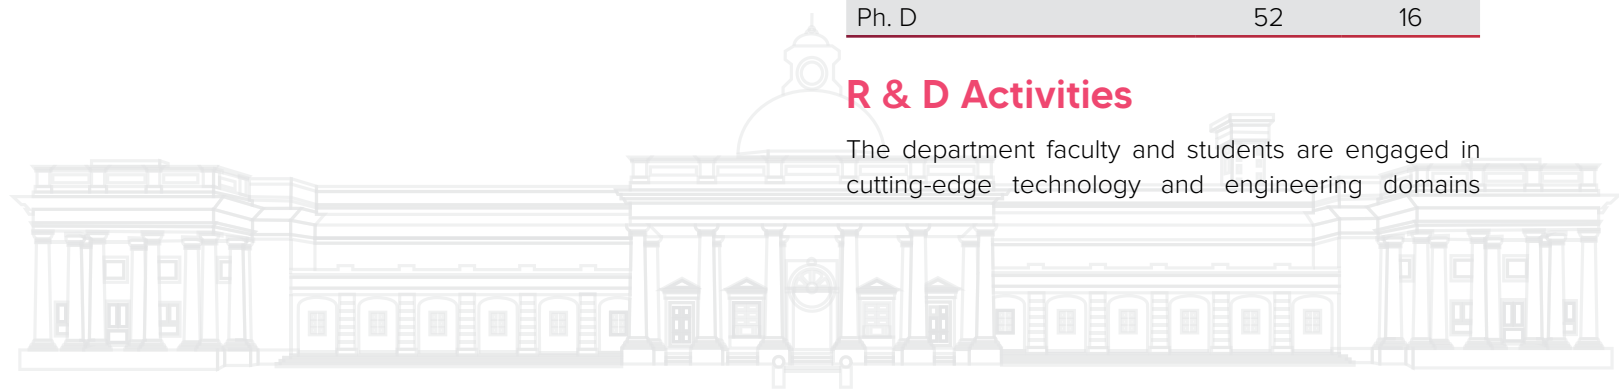 Ph. D 52 16
R & D Activities
The department faculty and students are engaged in
cutting-edge technology and engineering domains